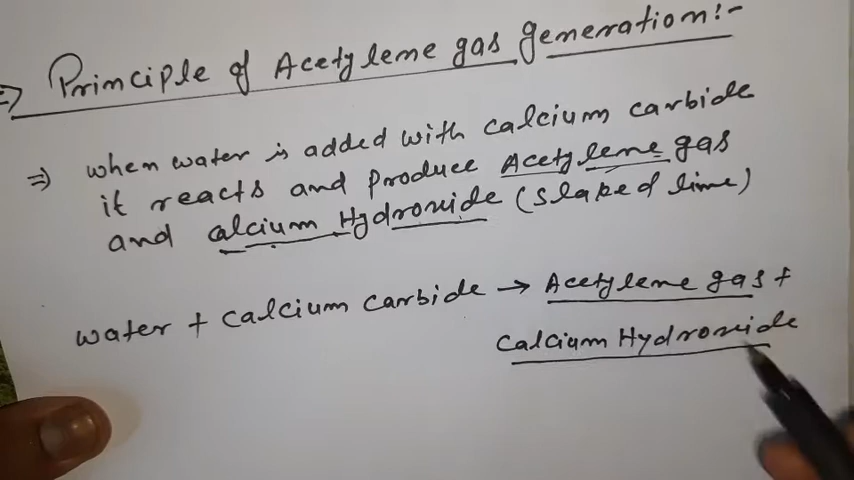 ⇒ Principle of Acetylene gas generation:-
⇒ when water is added with calcium carbide
it reacts and produce Acetylene gas
and calcium Hydroxide (slaked lime)
water + calcium carbide → Acetylene gas +
calcium Hydroxide